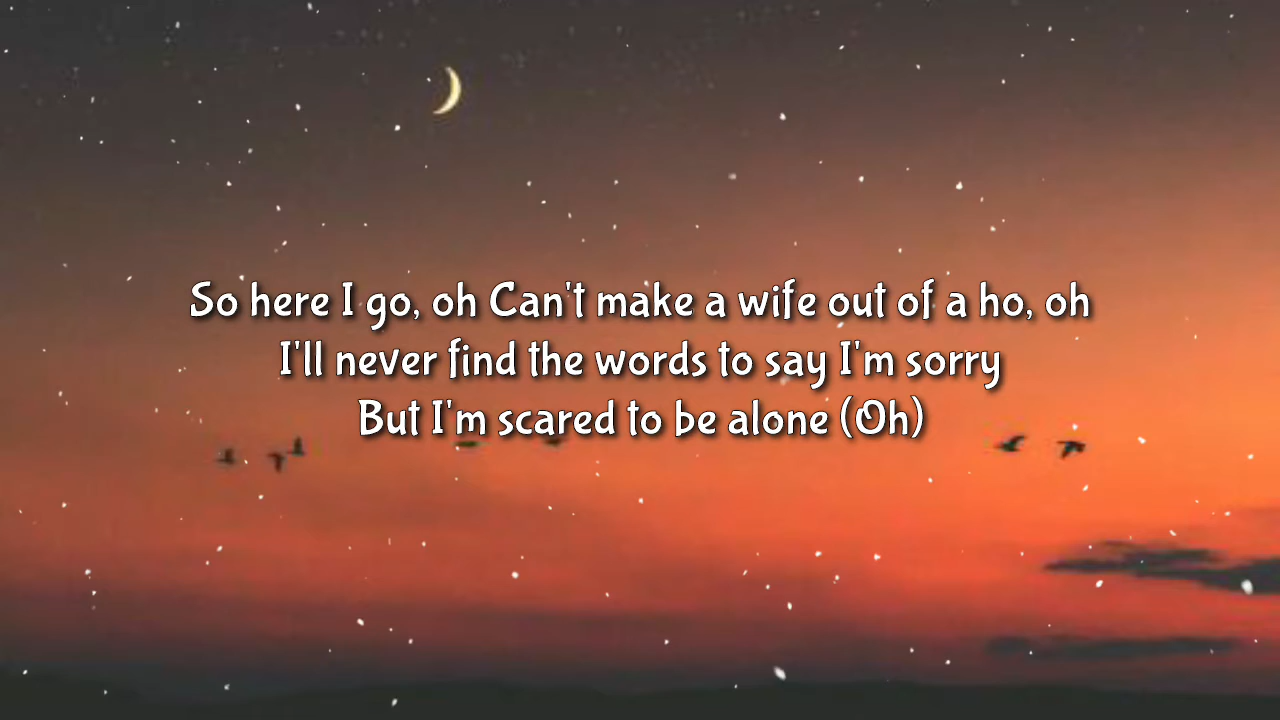 So here I go, oh Can't make a wife out of a ho, oh
I'll never find the words to say I'm sorry
But I'm scared to be alone (Oh)